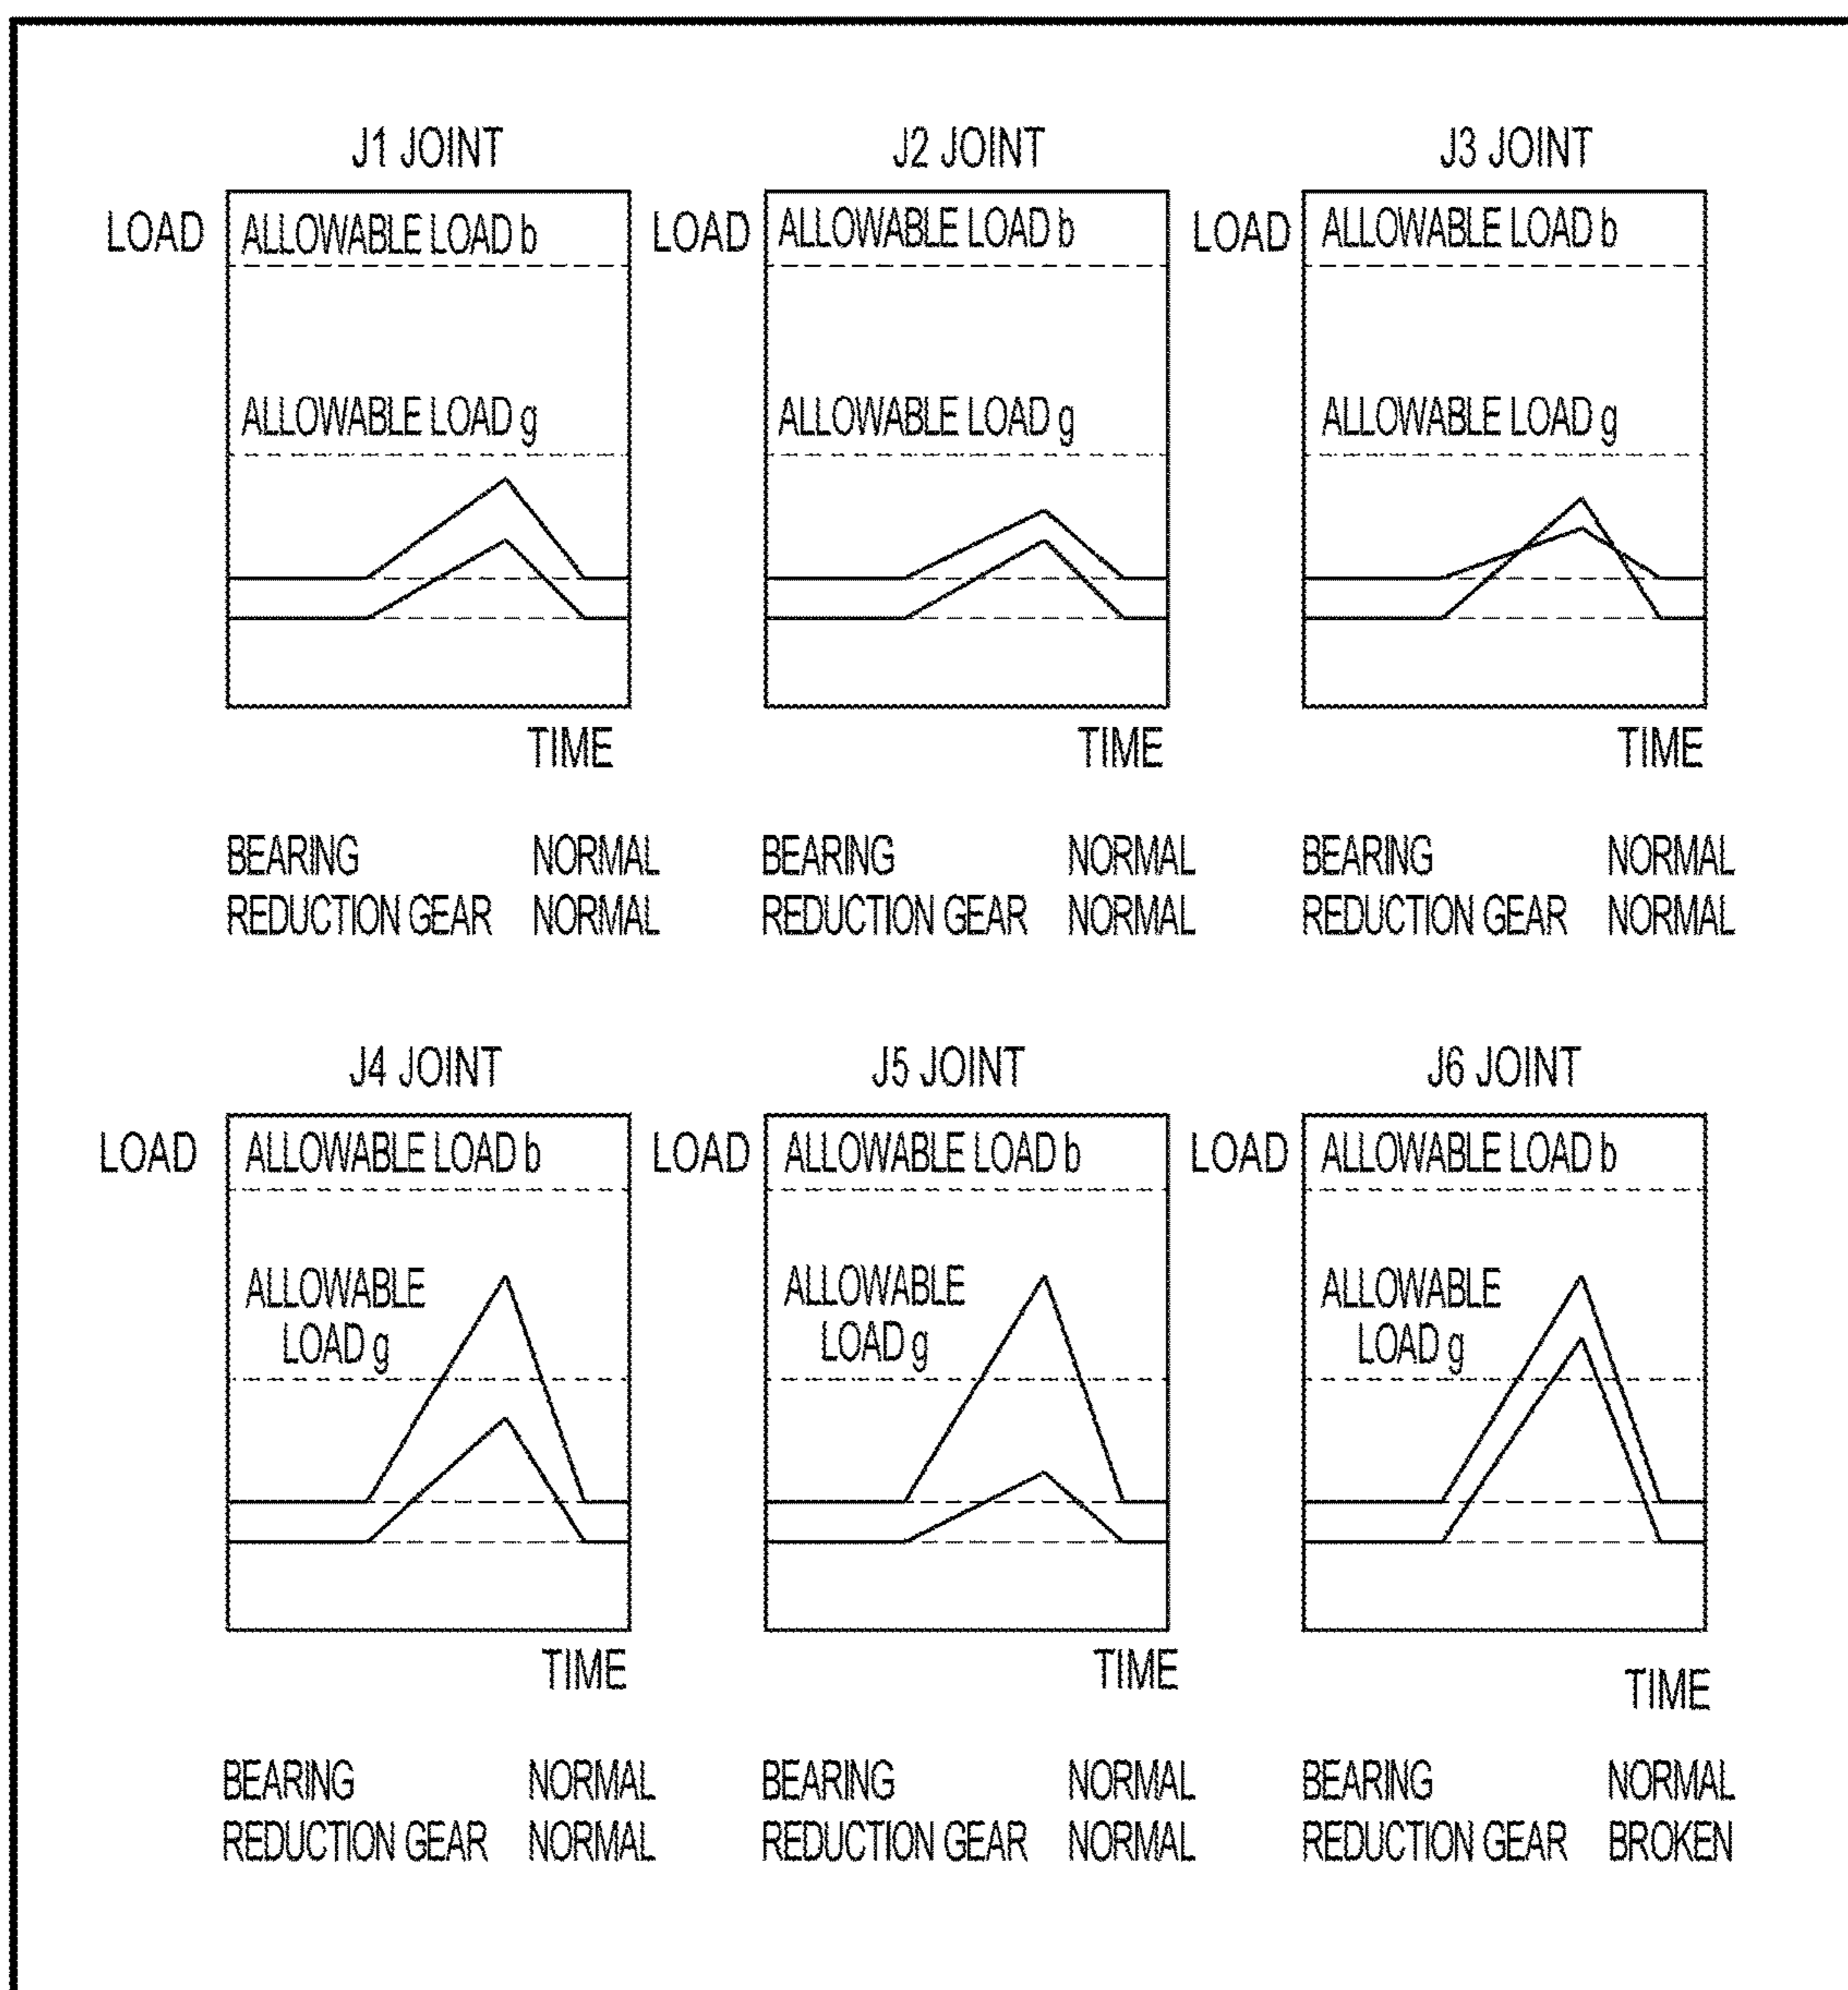 J1 JOINT
LOAD
ALLOWABLE LOAD b
ALLOWABLE LOAD g
TIME
BEARING NORMAL
REDUCTION GEAR NORMAL
J2 JOINT
LOAD
ALLOWABLE LOAD b
ALLOWABLE LOAD g
TIME
BEARING NORMAL
REDUCTION GEAR NORMAL
J3 JOINT
LOAD
ALLOWABLE LOAD b
ALLOWABLE LOAD g
TIME
BEARING NORMAL
REDUCTION GEAR NORMAL
J4 JOINT
LOAD
ALLOWABLE LOAD b
ALLOWABLE
LOAD g
TIME
BEARING NORMAL
REDUCTION GEAR NORMAL
J5 JOINT
LOAD
ALLOWABLE LOAD b
ALLOWABLE
LOAD g
TIME
BEARING NORMAL
REDUCTION GEAR NORMAL
J6 JOINT
LOAD
ALLOWABLE LOAD b
ALLOWABLE
LOAD g
TIME
BEARING NORMAL
REDUCTION GEAR BROKEN